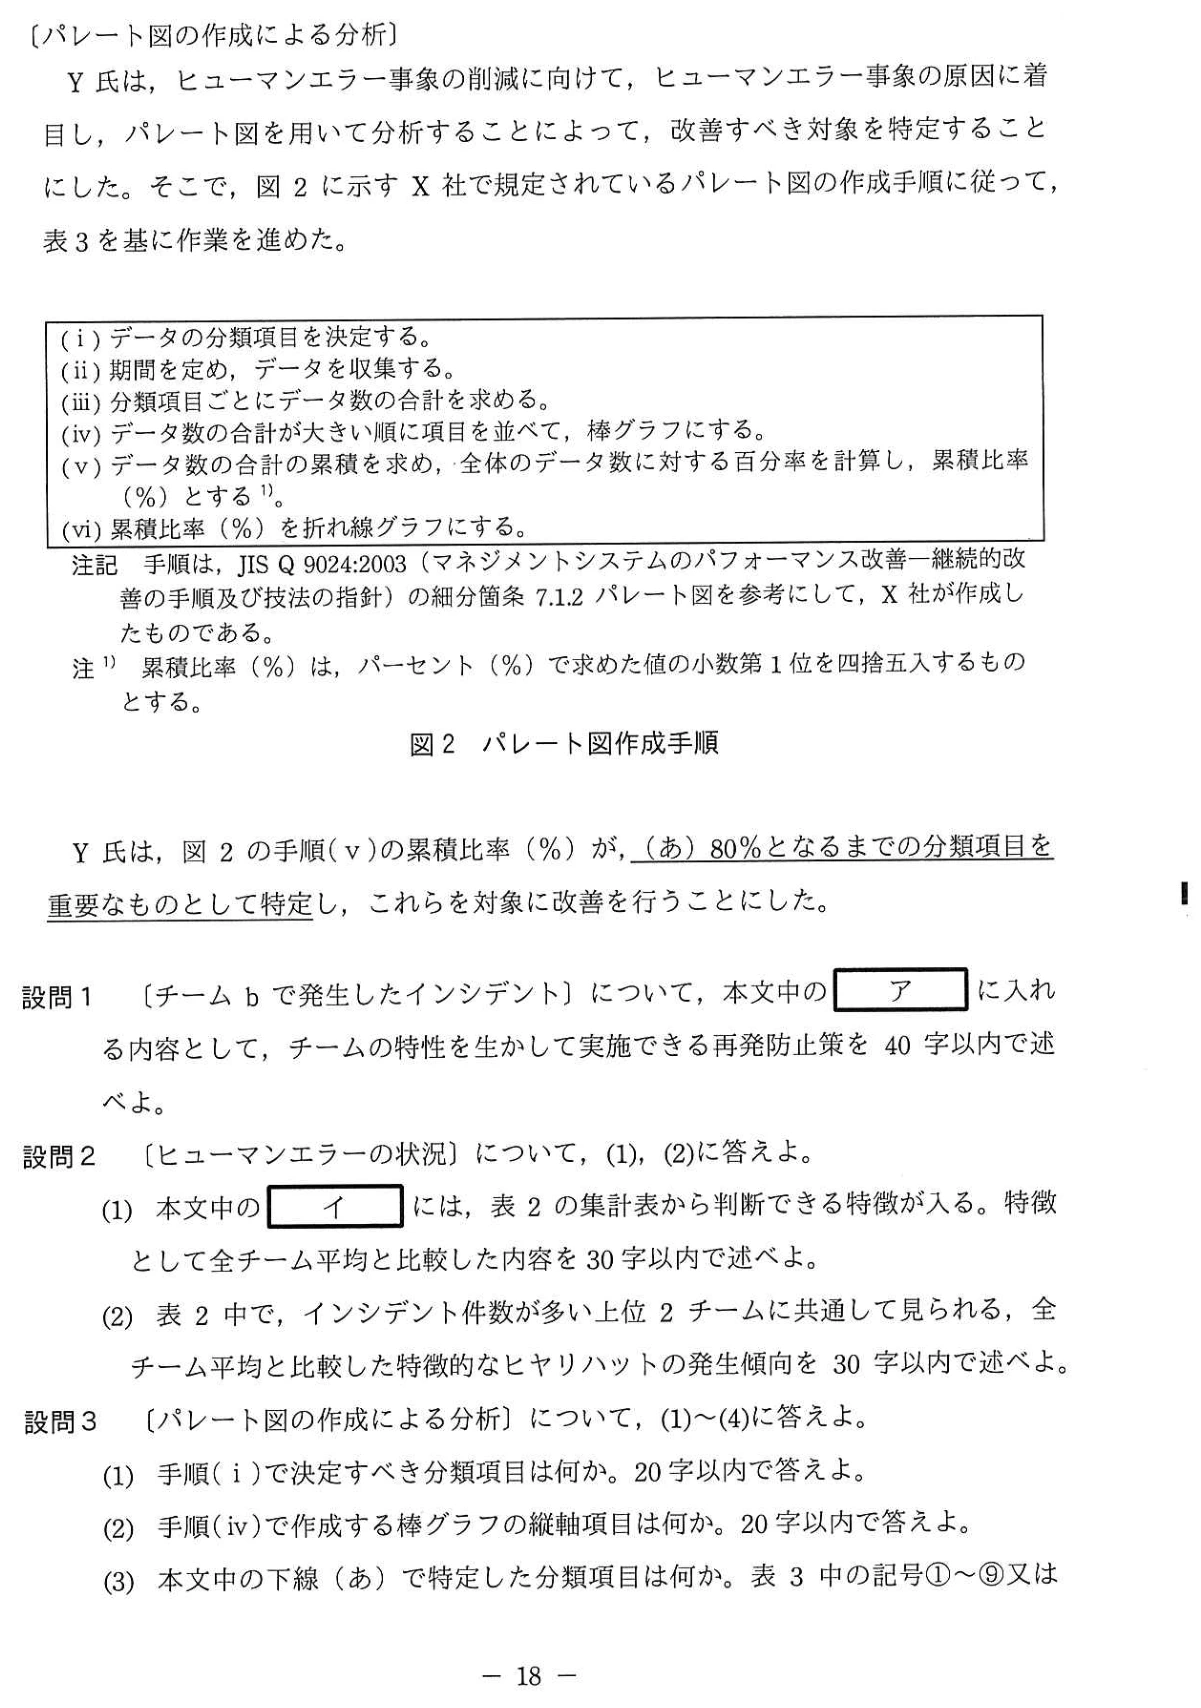 〔パレート図の作成による分析〕
Y 氏は，ヒューマンエラー事象の削減に向けて，ヒューマンエラー事象の原因に着
目し，パレート図を用いて分析することによって，改善すべき対象を特定すること
にした。そこで，図 2 に示す X 社で規定されているパレート図の作成手順に従って，
表 3 を基に作業を進めた。
(ⅰ) データの分類項目を決定する。
(ⅱ) 期間を定め，データを収集する。
(ⅲ) 分類項目ごとにデータ数の合計を求める。
(ⅳ) データ数の合計が大きい順に項目を並べて，棒グラフにする。
(ⅴ) データ数の合計の累積を求め，全体のデータ数に対する百分率を計算し，累積比率
（％）とする 1)。
(ⅵ) 累積比率（％）を折れ線グラフにする。
注記　手順は，JIS Q 9024:2003（マネジメントシステムのパフォーマンス改善―継続的改
善の手順及び技法の指針）の細分箇条 7.1.2 パレート図を参考にして，X 社が作成し
たものである。
注 1)　累積比率（％）は，パーセント（％）で求めた値の小数第 1 位を四捨五入するもの
とする。
図 2　パレート図作成手順
Y 氏は，図 2 の手順(ⅴ)の累積比率（％）が，（あ）80％となるまでの分類項目を
重要なものとして特定し，これらを対象に改善を行うことにした。
設問 1　〔チーム b で発生したインシデント〕について，本文中の ア に入れ
る内容として，チームの特性を生かして実施できる再発防止策を 40 字以内で述
べよ。
設問 2　〔ヒューマンエラーの状況〕について，(1)，(2)に答えよ。
(1) 本文中の イ には，表 2 の集計表から判断できる特徴が入る。特徴
として全チーム平均と比較した内容を 30 字以内で述べよ。
(2) 表 2 中で，インシデント件数が多い上位 2 チームに共通して見られる，全
チーム平均と比較した特徴的なヒヤリハットの発生傾向を 30 字以内で述べよ。
設問 3　〔パレート図の作成による分析〕について，(1)～(4)に答えよ。
(1) 手順(ⅰ)で決定すべき分類項目は何か。20 字以内で答えよ。
(2) 手順(ⅳ)で作成する棒グラフの縦軸項目は何か。20 字以内で答えよ。
(3) 本文中の下線（あ）で特定した分類項目は何か。表 3 中の記号①～⑨又は
― 18 ―